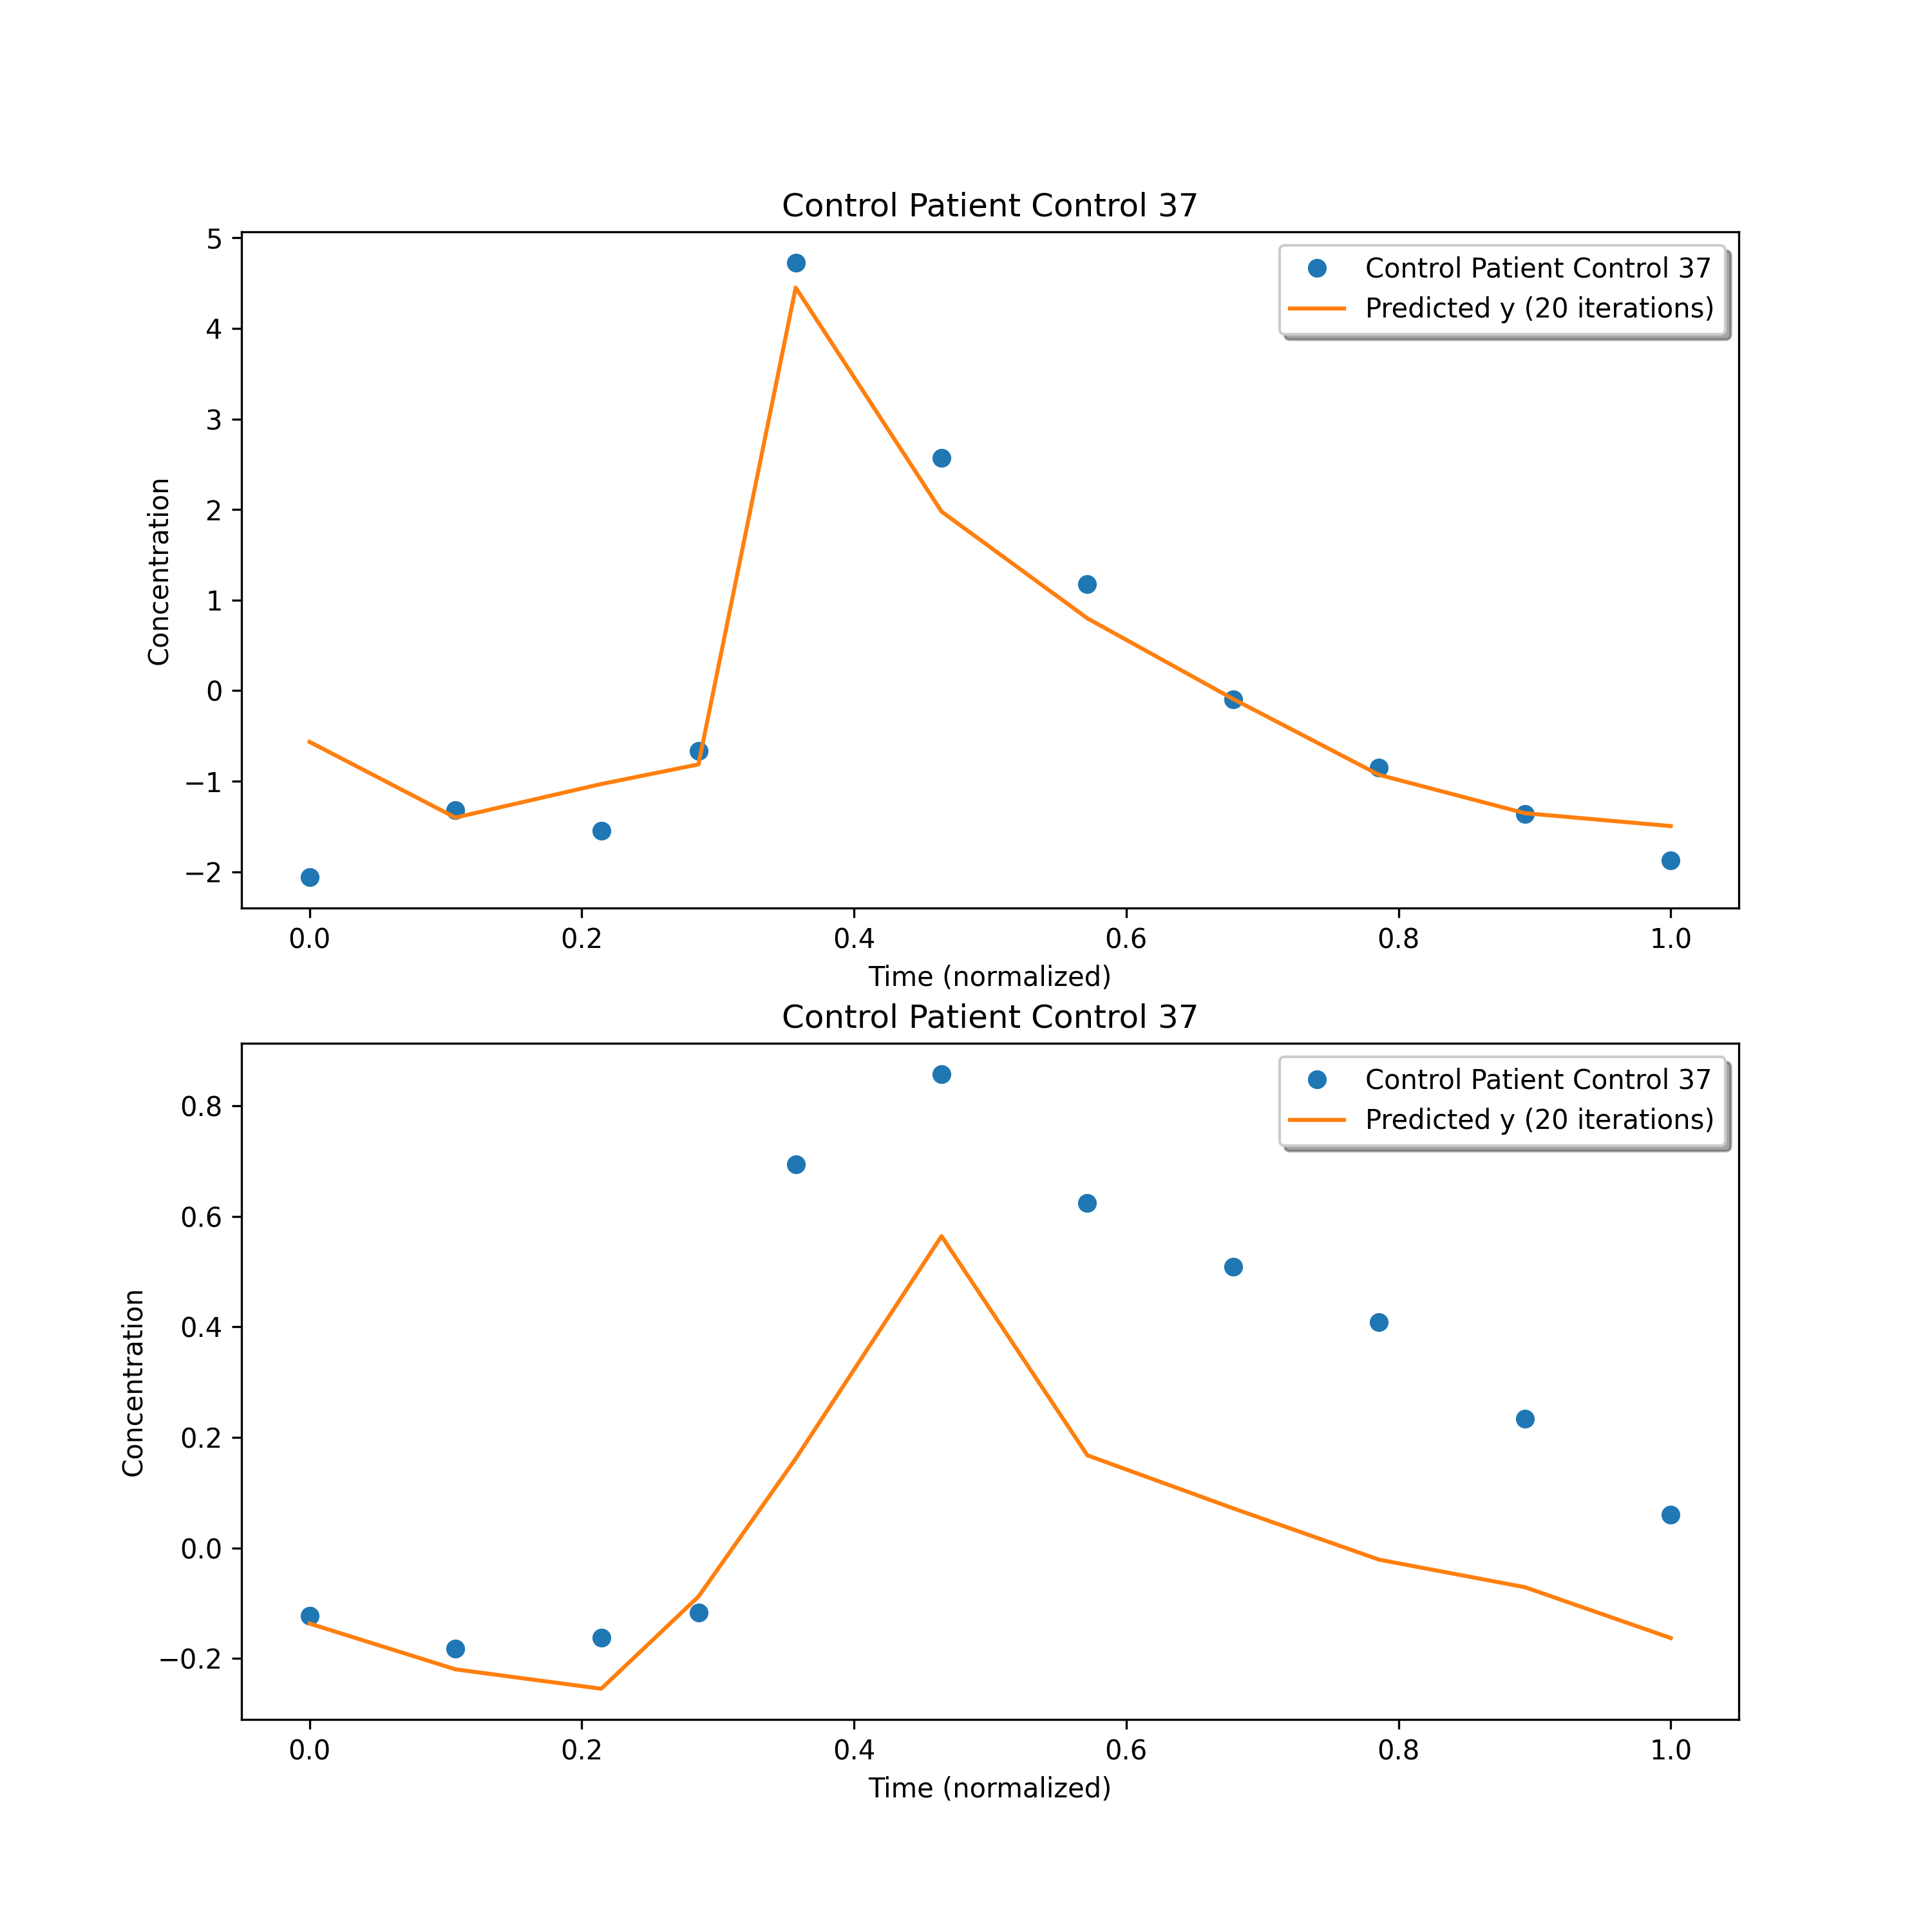 Control Patient Control 37
5
4
3
2
1
0
−1
−2
Concentration
Control Patient Control 37
Predicted y (20 iterations)
0.0 0.2 0.4 0.6 0.8 1.0
Time (normalized)
Control Patient Control 37
0.8
0.6
0.4
0.2
0.0
−0.2
Concentration
Control Patient Control 37
Predicted y (20 iterations)
0.0 0.2 0.4 0.6 0.8 1.0
Time (normalized)